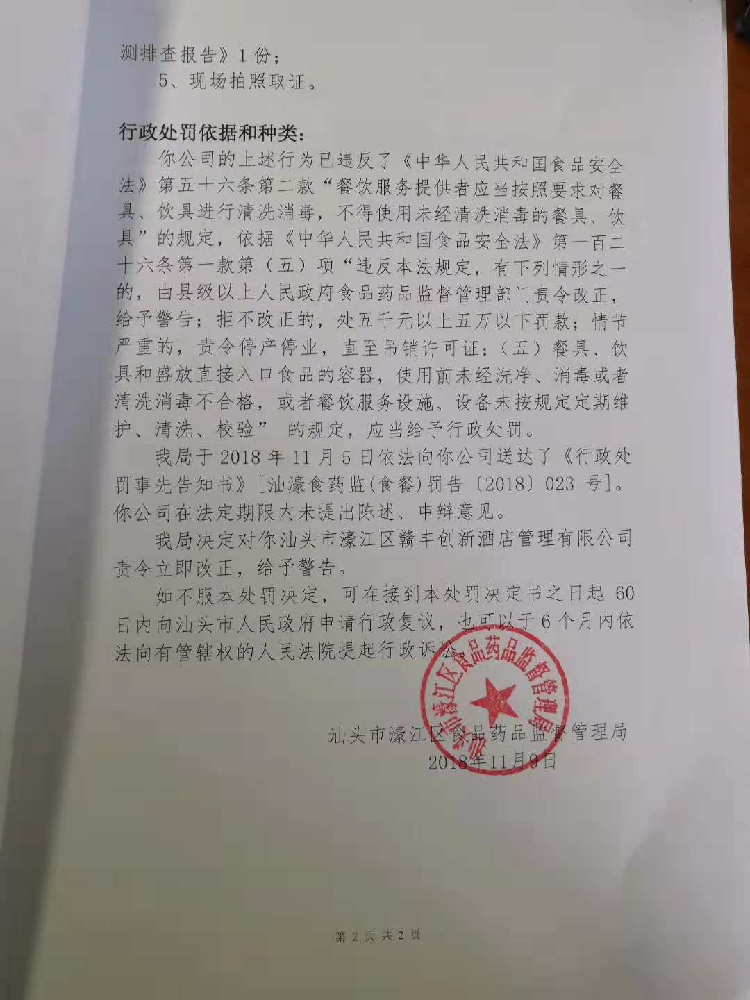 测排查报告》1份；
5、现场拍照取证。
行政处罚依据和种类：
你公司的上述行为已违反了《中华人民共和国食品安全
法》第五十六条第二款“餐饮服务提供者应当按照要求对餐
具、饮具进行清洗消毒，不得使用未经清洗消毒的餐具、饮
具”的规定，依据《中华人民共和国食品安全法》第一百二
十六条第一款第（五）项“违反本法规定，有下列情形之一
的，由县级以上人民政府食品药品监督管理部门责令改正，
给予警告；拒不改正的，处五千元以上五万以下罚款；情节
严重的，责令停产停业，直至吊销许可证：（五）餐具、饮
具和盛放直接入口食品的容器，使用前未经洗净、消毒或者
清洗消毒不合格，或者餐饮服务设施、设备未按规定定期维
护、清洗、校验” 的规定，应当给予行政处罚。
我局于 2018 年 11 月 5 日依法向你公司送达了《行政处
罚事先告知书》[汕濠食药监(食餐)罚告〔2018〕023 号]。
你公司在法定期限内未提出陈述、申辩意见。
我局决定对你汕头市濠江区赣丰创新酒店管理有限公司
责令立即改正，给予警告。
如不服本处罚决定，可在接到本处罚决定书之日起 60
日内向汕头市人民政府申请行政复议，也可以于 6 个月内依
法向有管辖权的人民法院提起行政诉讼。
汕头市濠江区食品药品监督管理局
汕头市濠江区食品药品监督管理局
2018年11月9日
第 2 页 共 2 页